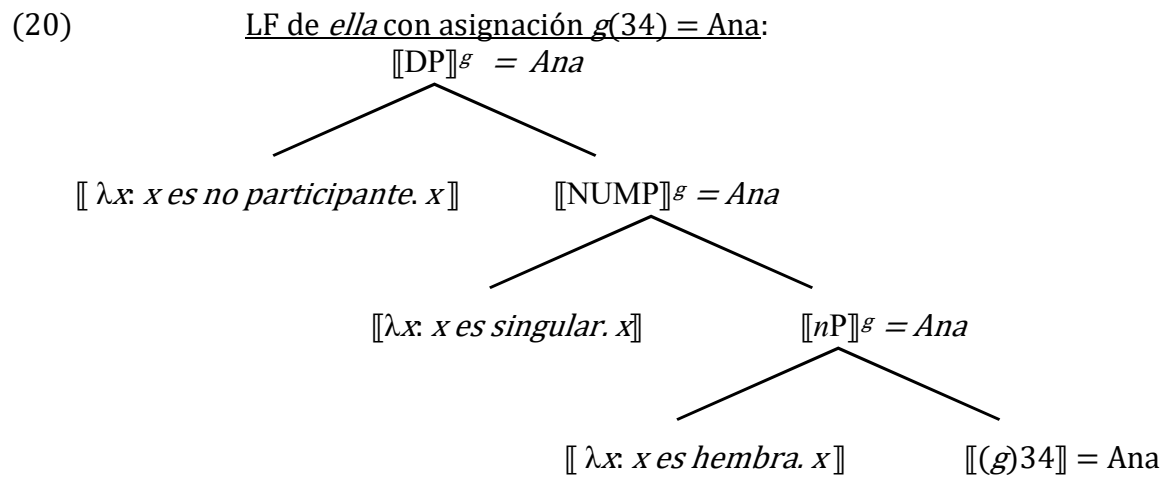 (20) LF de ella con asignación g(34) = Ana:
⟦DP⟧ᵍ = Ana
⟦ λx: x es no participante. x ⟧ ⟦NUMP⟧ᵍ = Ana
⟦λx: x es singular. x⟧ ⟦nP⟧ᵍ = Ana
⟦ λx: x es hembra. x ⟧ ⟦(g)34⟧ = Ana